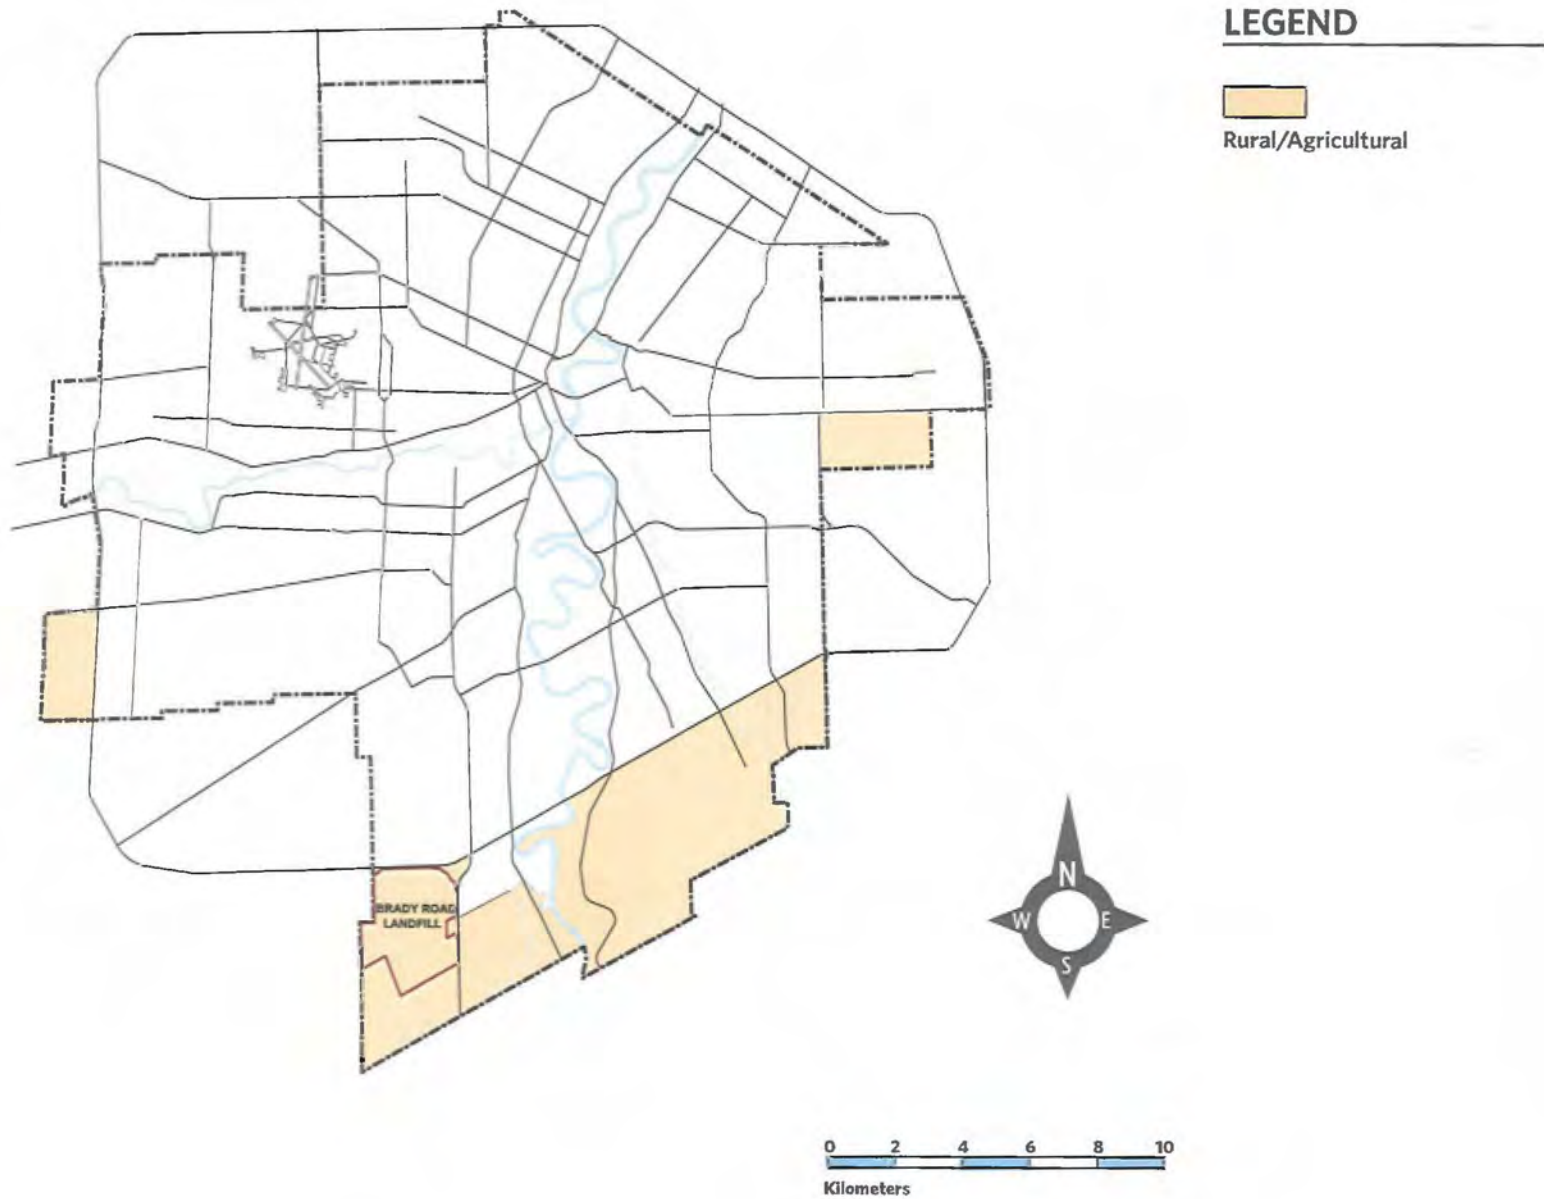 LEGEND
Rural/Agricultural
BRADY ROAD
LANDFILL
N
W E
S
0 2 4 6 8 10
Kilometers